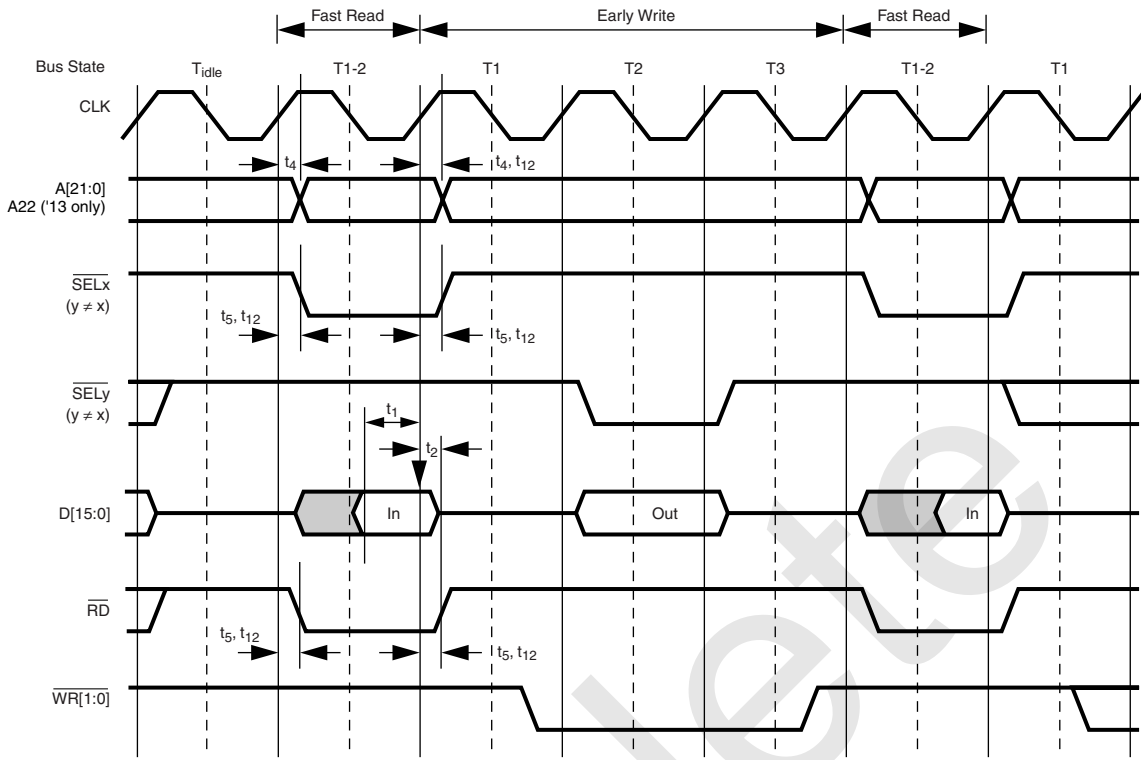 Fast Read Early Write Fast Read
Bus State T_idle T1-2 T1 T2 T3 T1-2 T1
CLK
t4 t4, t12
A[21:0]
A22 ('13 only)
SELx
(y ≠ x)
t5, t12 t5, t12
SELy
(y ≠ x)
t1
t2
D[15:0] In Out In
RD
t5, t12 t5, t12
WR[1:0]
lete